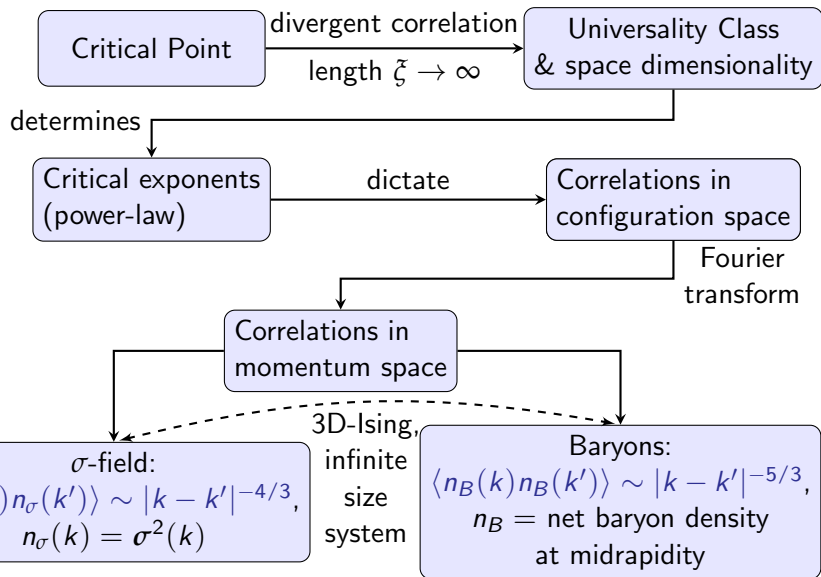 Critical Point
divergent correlation
length ξ → ∞
Universality Class
& space dimensionality
determines
Critical exponents
(power-law)
dictate
Correlations in
configuration space
Fourier
transform
Correlations in
momentum space
3D-Ising,
infinite
size
system
σ-field:
)n_σ(k′)⟩ ∼ |k − k′|^{−4/3},
n_σ(k) = σ²(k)
Baryons:
⟨n_B(k)n_B(k′)⟩ ∼ |k − k′|^{−5/3},
n_B = net baryon density
at midrapidity